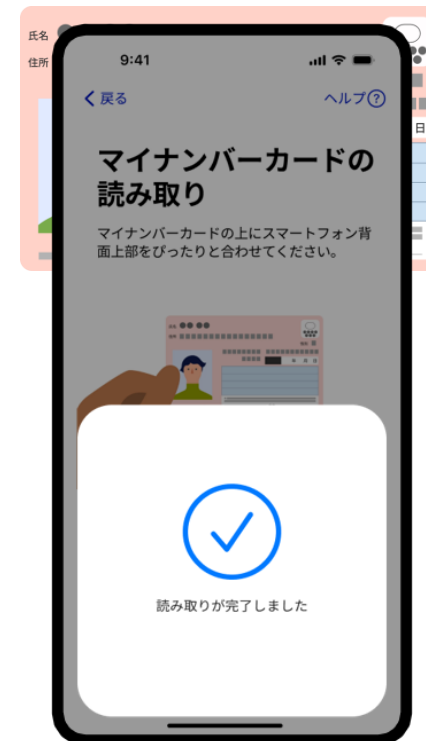 氏名
住所
日
9:41
戻る
ヘルプ?
マイナンバーカードの
読み取り
マイナンバーカードの上にスマートフォン背
面上部をぴったりと合わせてください。
読み取りが完了しました